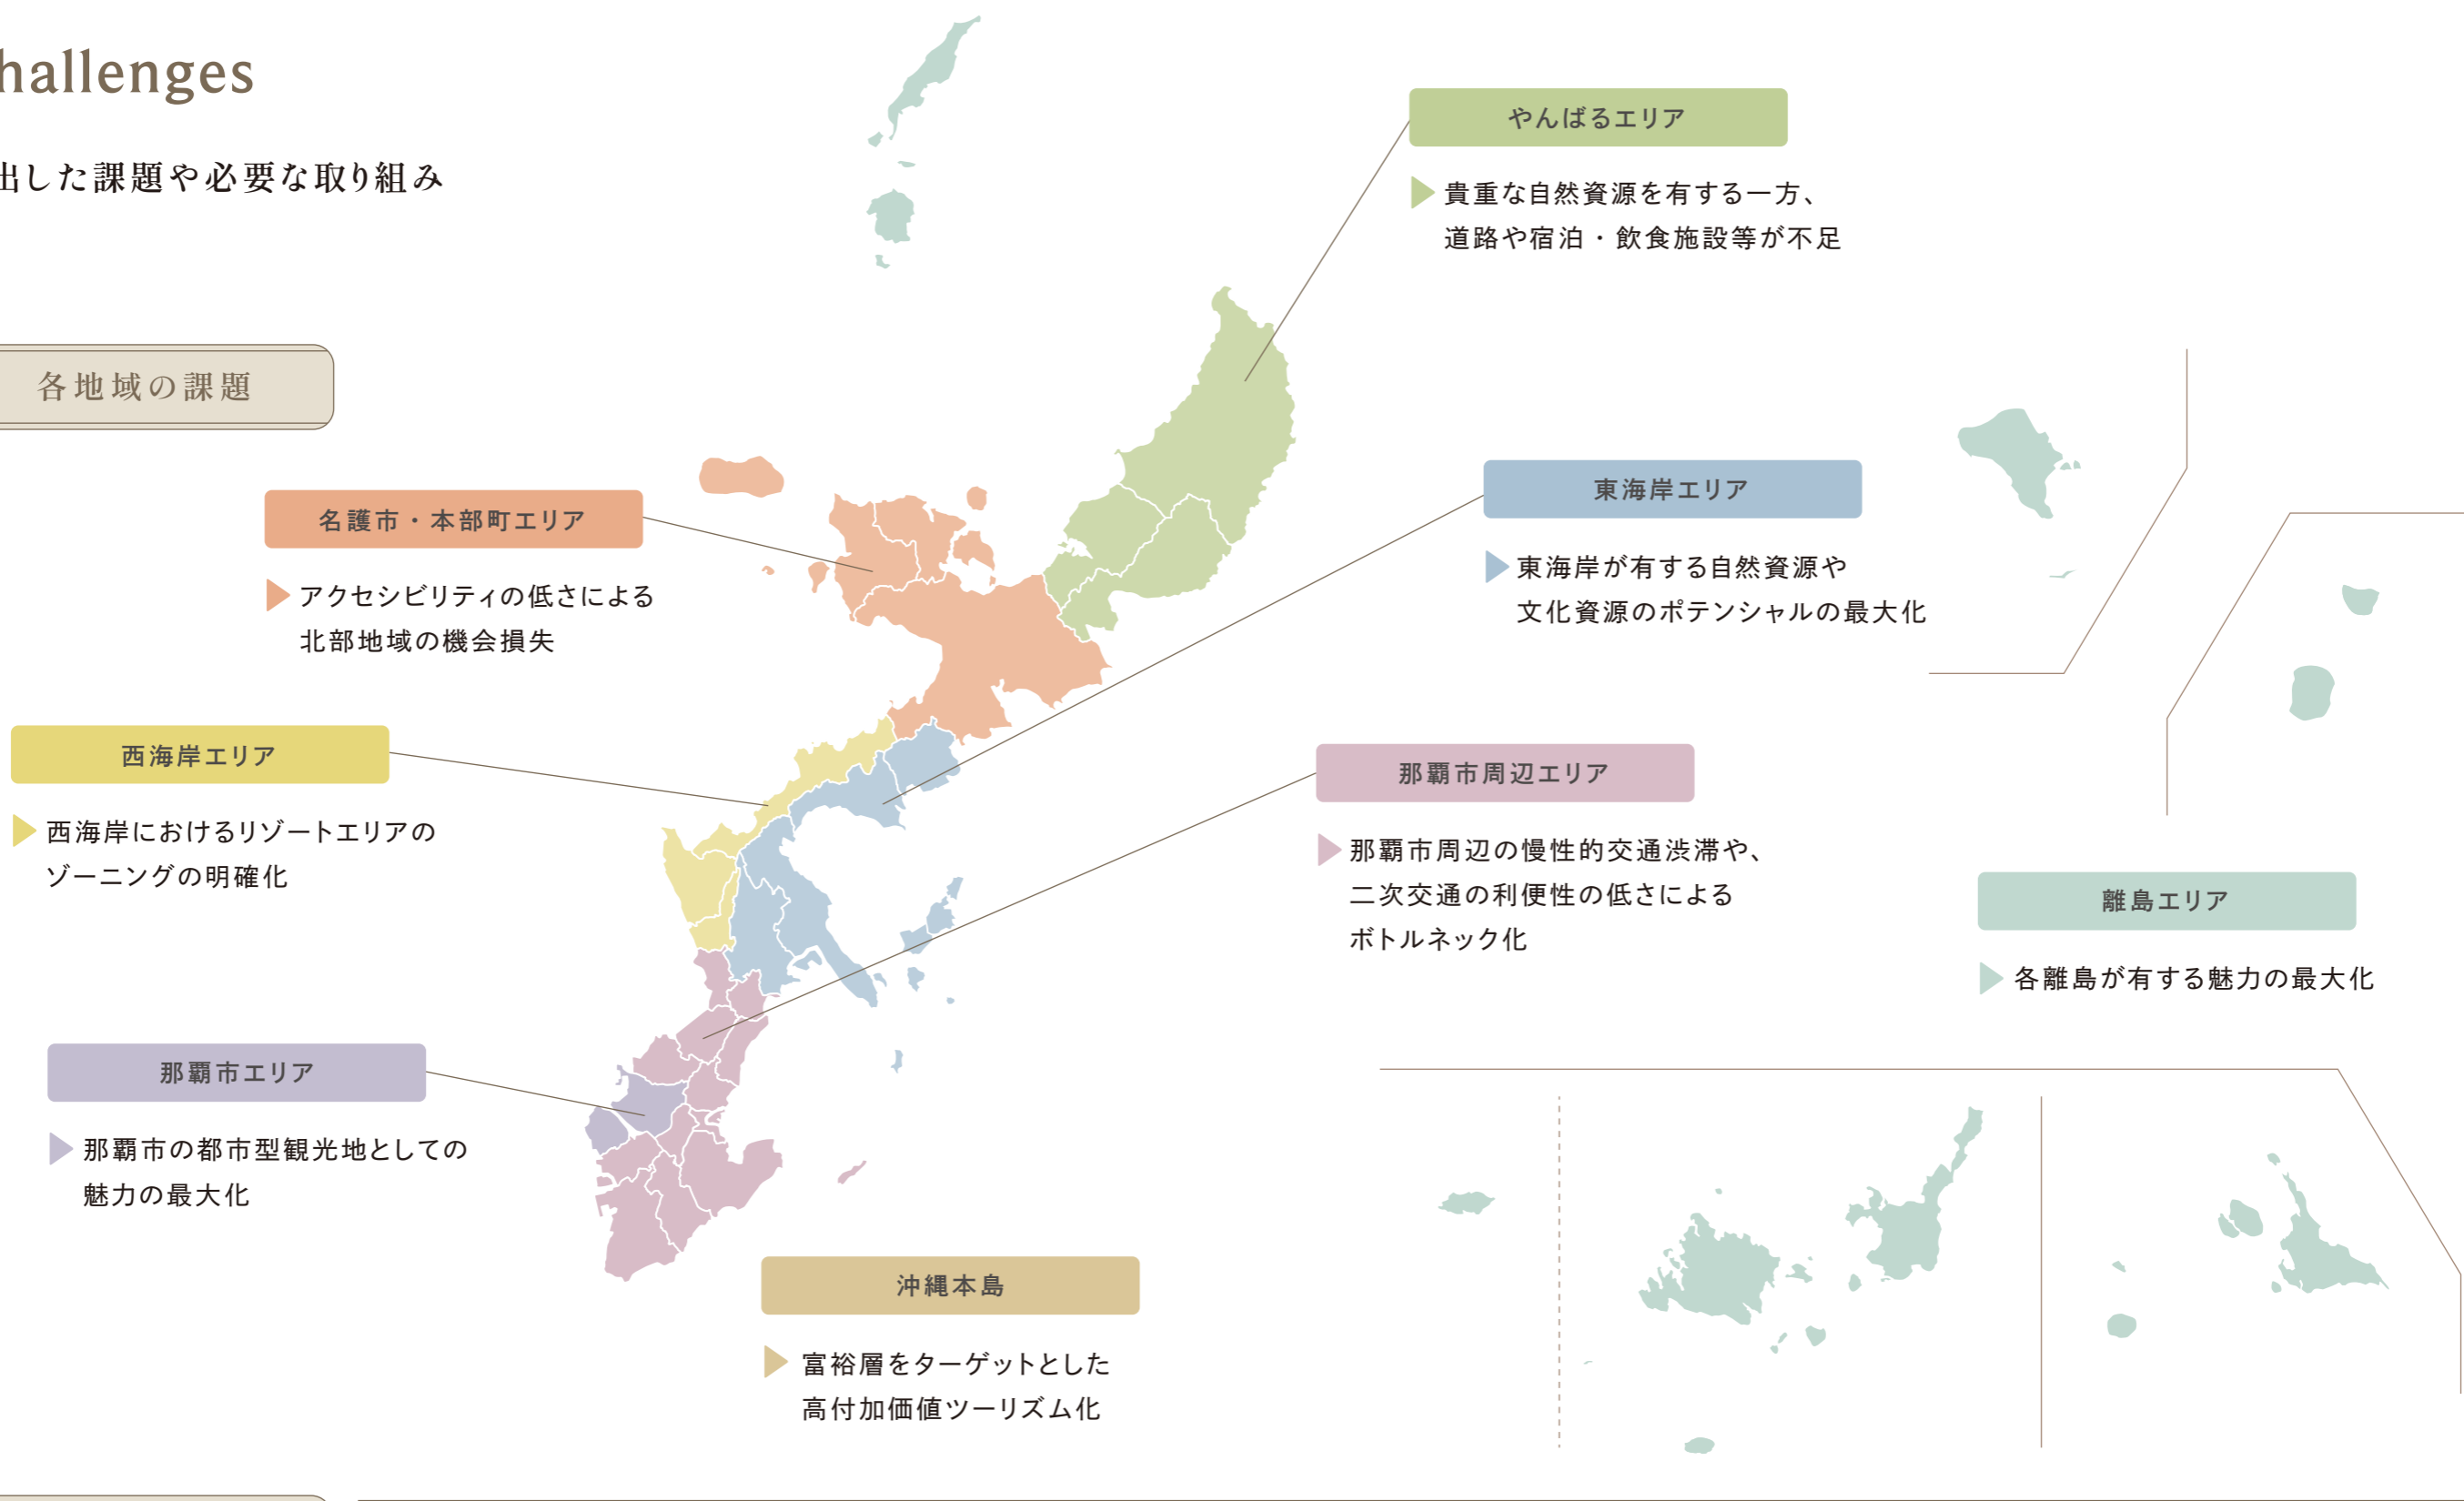 hallenges
出した課題や必要な取り組み
各地域の課題
やんばるエリア
貴重な自然資源を有する一方、
道路や宿泊・飲食施設等が不足
名護市・本部町エリア
アクセシビリティの低さによる
北部地域の機会損失
東海岸エリア
東海岸が有する自然資源や
文化資源のポテンシャルの最大化
西海岸エリア
西海岸におけるリゾートエリアの
ゾーニングの明確化
那覇市周辺エリア
那覇市周辺の慢性的交通渋滞や、
二次交通の利便性の低さによる
ボトルネック化
離島エリア
各離島が有する魅力の最大化
那覇市エリア
那覇市の都市型観光地としての
魅力の最大化
沖縄本島
富裕層をターゲットとした
高付加価値ツーリズム化